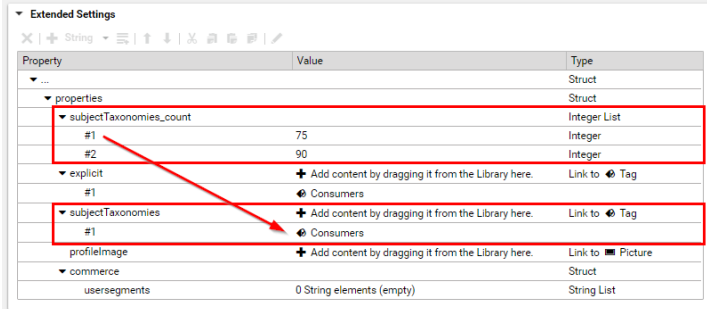 Extended Settings
String
Property Value Type
... Struct
properties Struct
subjectTaxonomies_count Integer List
#1 75 Integer
#2 90 Integer
explicit Add content by dragging it from the Library here. Link to Tag
#1 Consumers
subjectTaxonomies Add content by dragging it from the Library here. Link to Tag
#1 Consumers
profileImage Add content by dragging it from the Library here. Link to Picture
commerce Struct
usersegments 0 String elements (empty) String List